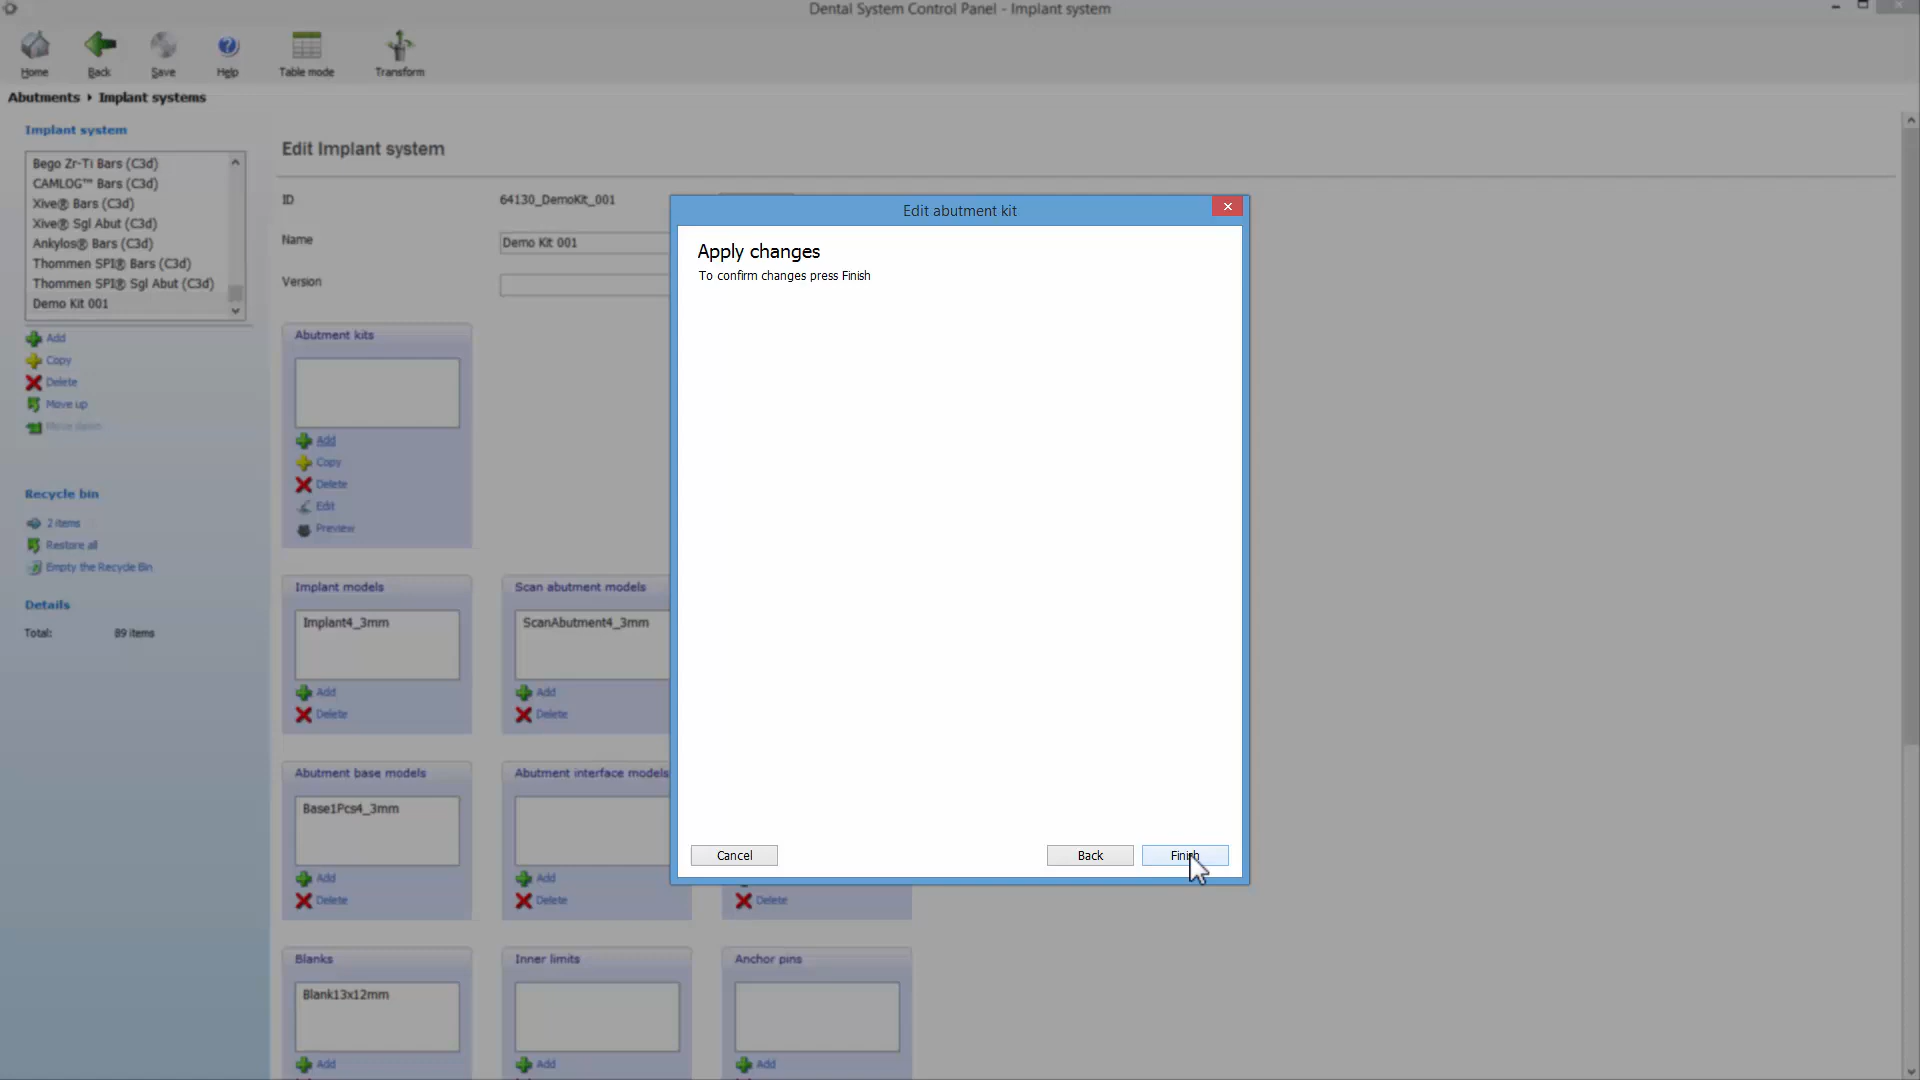 Dental System Control Panel - Implant system
Home
Back
Save
Help
Table mode
Transform
Abutments ‣ Implant systems
Implant system
Bego Zr-Ti Bars (C3d)
CAMLOG™ Bars (C3d)
Xive® Bars (C3d)
Xive® Sgl Abut (C3d)
Ankylos® Bars (C3d)
Thommen SPI® Bars (C3d)
Thommen SPI® Sgl Abut (C3d)
Demo Kit 001
Add
Copy
Delete
Move up
Move down
Recycle bin
2 items
Restore all
Empty the Recycle Bin
Details
Total: 89 items
Edit Implant system
ID 64130_DemoKit_001
Name Demo Kit 001
Version
Abutment kits
Add
Copy
Delete
Edit
Preview
Implant models
Implant4_3mm
Add
Delete
Scan abutment models
ScanAbutment4_3mm
Add
Delete
Abutment base models
Base1Pcs4_3mm
Add
Delete
Abutment interface models
Add
Delete
Delete
Blanks
Blank13x12mm
Add
Inner limits
Add
Anchor pins
Add
Edit abutment kit
Apply changes
To confirm changes press Finish
Cancel
Back
Finish